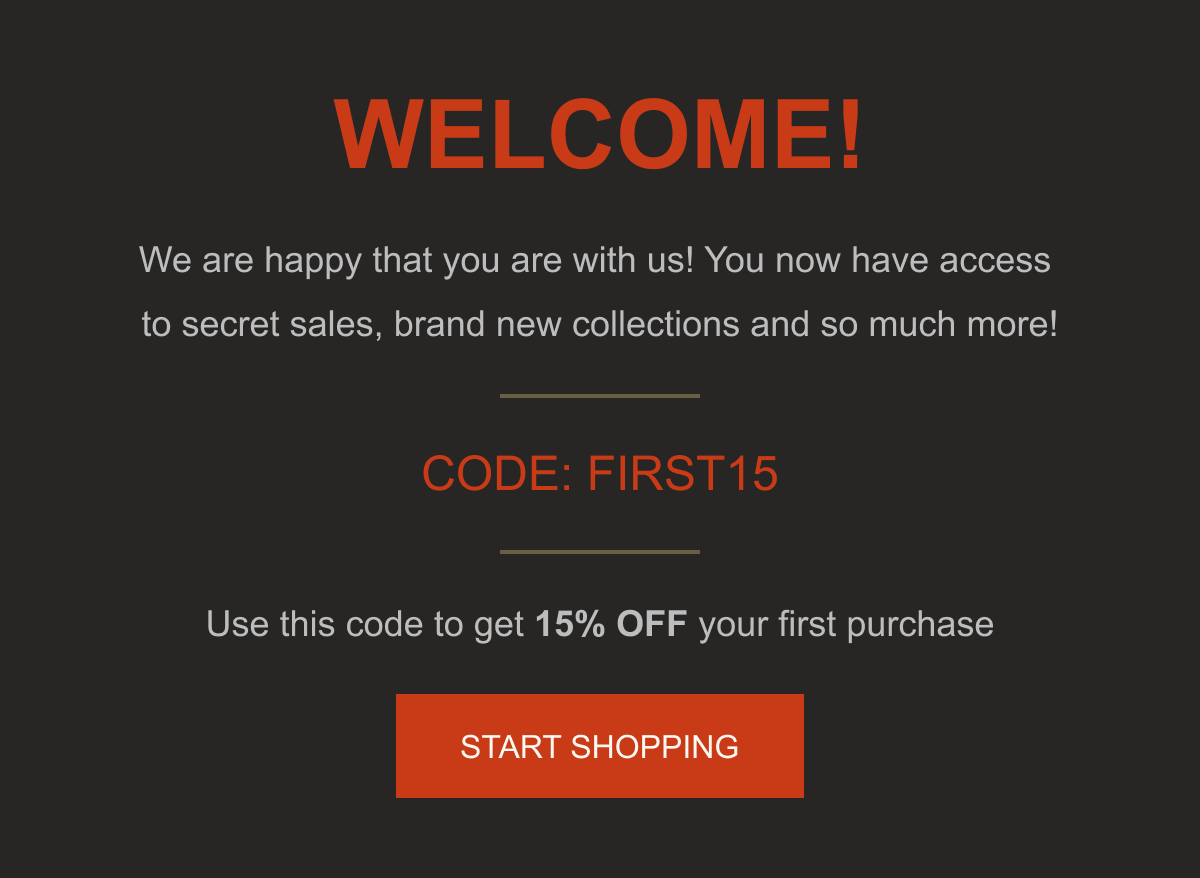 WELCOME!
We are happy that you are with us! You now have access
to secret sales, brand new collections and so much more!
CODE: FIRST15
Use this code to get 15% OFF your first purchase
START SHOPPING